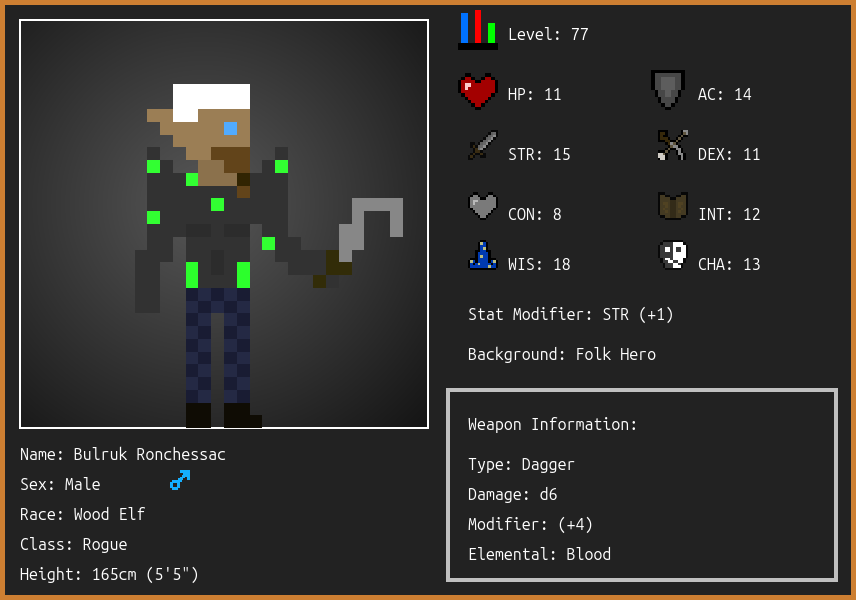 Level: 77
HP: 11
AC: 14
STR: 15
DEX: 11
CON: 8
INT: 12
WIS: 18
CHA: 13
Stat Modifier: STR (+1)
Background: Folk Hero
Weapon Information:
Type: Dagger
Damage: d6
Modifier: (+4)
Elemental: Blood
Name: Bulruk Ronchessac
Sex: Male
Race: Wood Elf
Class: Rogue
Height: 165cm (5'5")